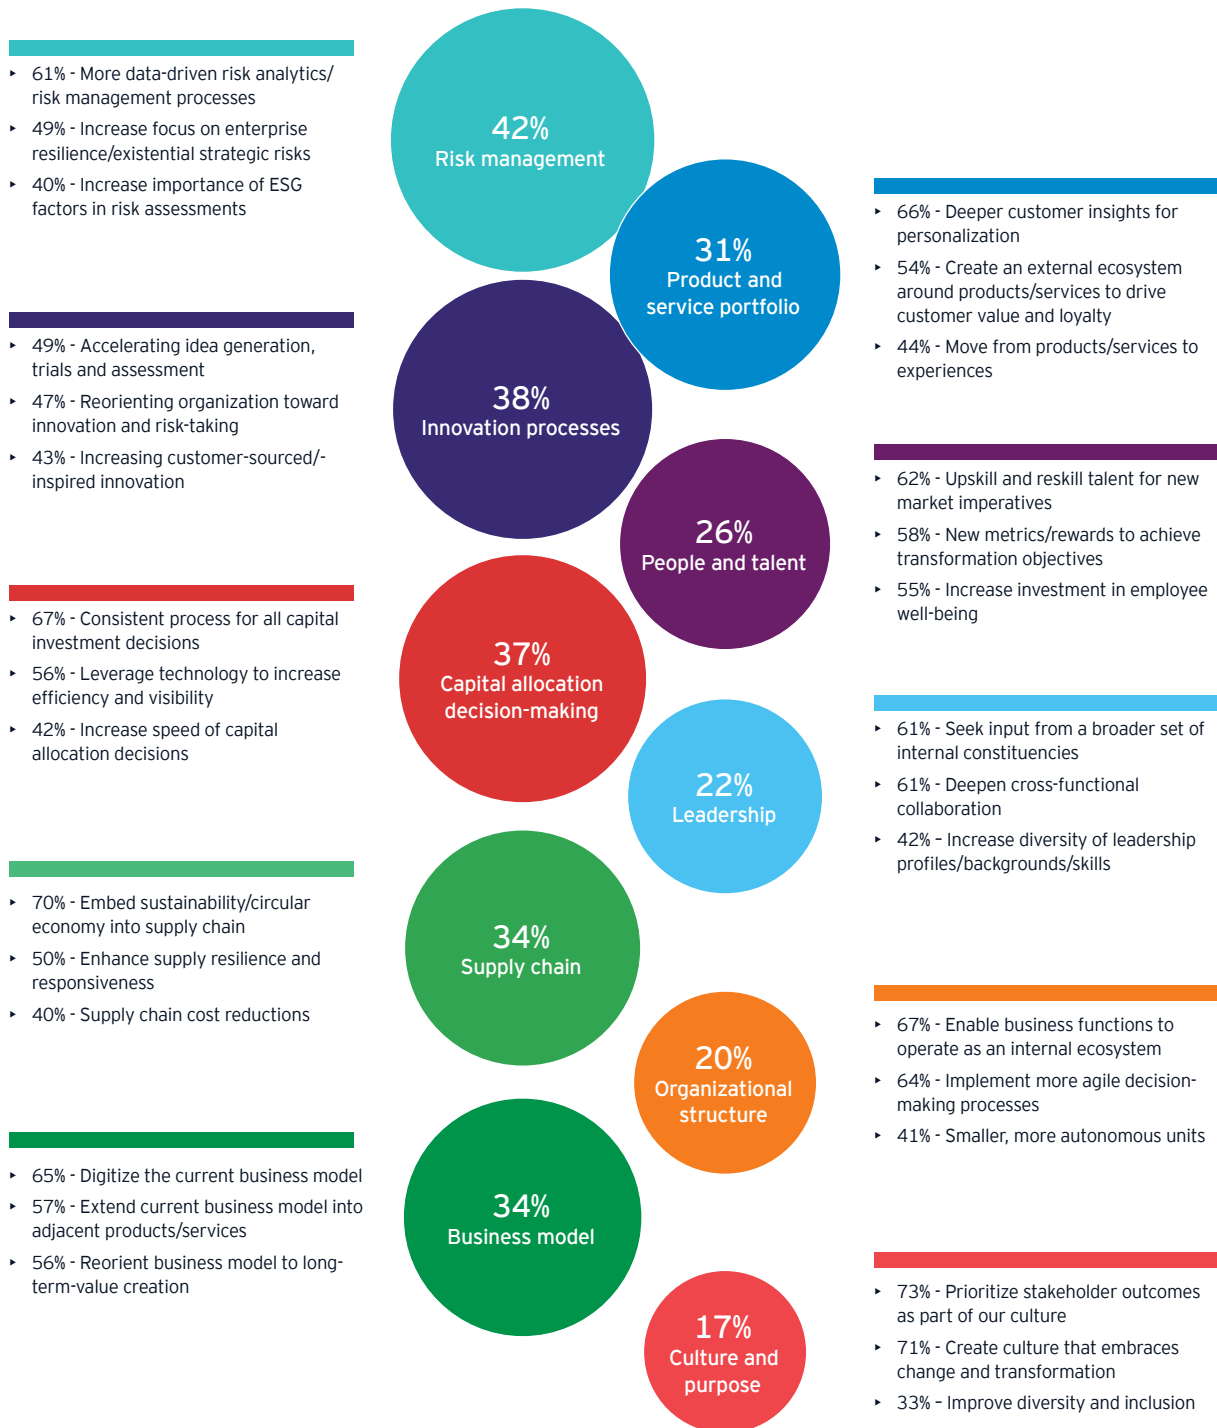 61% - More data-driven risk analytics/
risk management processes
49% - Increase focus on enterprise
resilience/existential strategic risks
40% - Increase importance of ESG
factors in risk assessments
42%
Risk management
31%
Product and
service portfolio
66% - Deeper customer insights for
personalization
54% - Create an external ecosystem
around products/services to drive
customer value and loyalty
44% - Move from products/services to
experiences
49% - Accelerating idea generation,
trials and assessment
47% - Reorienting organization toward
innovation and risk-taking
43% - Increasing customer-sourced/-
inspired innovation
38%
Innovation processes
26%
People and talent
62% - Upskill and reskill talent for new
market imperatives
58% - New metrics/rewards to achieve
transformation objectives
55% - Increase investment in employee
well-being
67% - Consistent process for all capital
investment decisions
56% - Leverage technology to increase
efficiency and visibility
42% - Increase speed of capital
allocation decisions
37%
Capital allocation
decision-making
22%
Leadership
61% - Seek input from a broader set of
internal constituencies
61% - Deepen cross-functional
collaboration
42% – Increase diversity of leadership
profiles/backgrounds/skills
70% - Embed sustainability/circular
economy into supply chain
50% - Enhance supply resilience and
responsiveness
40% - Supply chain cost reductions
34%
Supply chain
20%
Organizational
structure
67% - Enable business functions to
operate as an internal ecosystem
64% - Implement more agile decision-
making processes
41% - Smaller, more autonomous units
65% - Digitize the current business model
57% - Extend current business model into
adjacent products/services
56% - Reorient business model to long-
term-value creation
34%
Business model
17%
Culture and
purpose
73% - Prioritize stakeholder outcomes
as part of our culture
71% - Create culture that embraces
change and transformation
33% – Improve diversity and inclusion